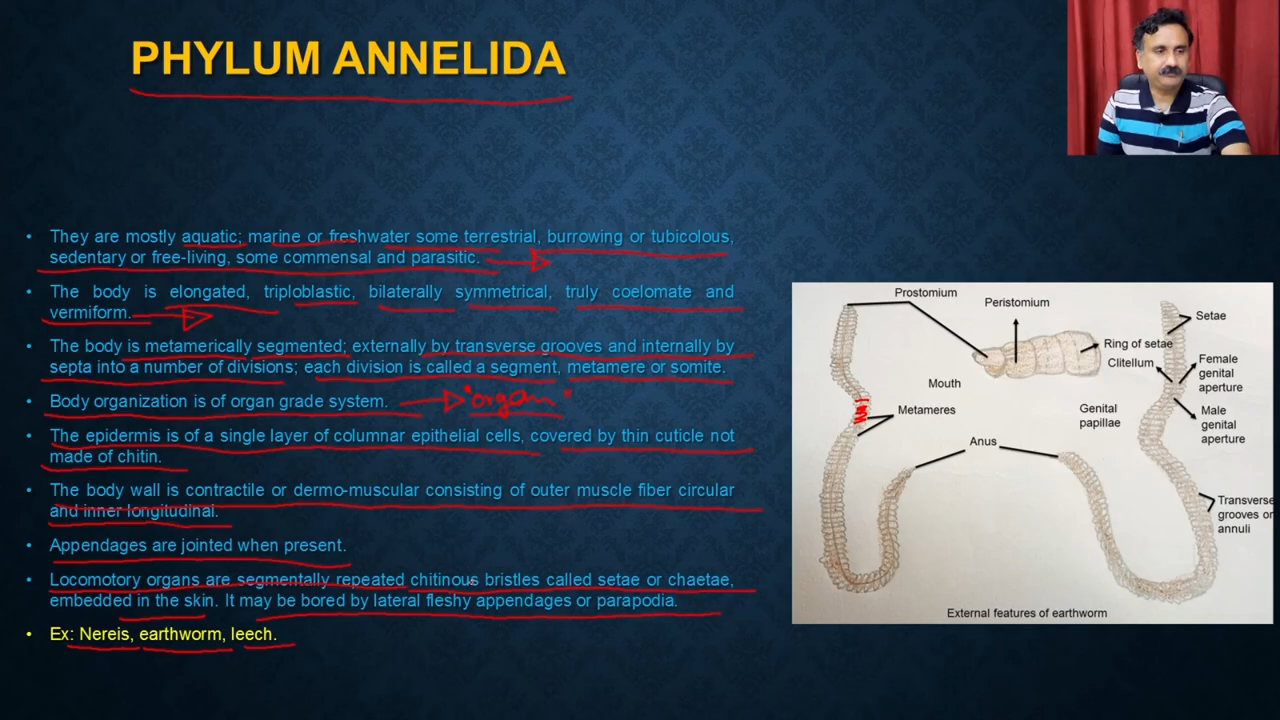 PHYLUM ANNELIDA
• They are mostly aquatic; marine or freshwater some terrestrial, burrowing or tubicolous,
sedentary or free-living, some commensal and parasitic.
• The body is elongated, triploblastic, bilaterally symmetrical, truly coelomate and
vermiform.
• The body is metamerically segmented; externally by transverse grooves and internally by
septa into a number of divisions; each division is called a segment, metamere or somite.
• Body organization is of organ grade system. "organ"
• The epidermis is of a single layer of columnar epithelial cells, covered by thin cuticle not
made of chitin.
• The body wall is contractile or dermo-muscular consisting of outer muscle fiber circular
and inner longitudinal.
• Appendages are jointed when present.
• Locomotory organs are segmentally repeated chitinous bristles called setae or chaetae,
embedded in the skin. It may be bored by lateral fleshy appendages or parapodia.
• Ex: Nereis, earthworm, leech.
Prostomium
Peristomium
Setae
Ring of setae
Clitellum
Female
genital
aperture
Mouth
Metameres
Genital
papillae
Male
genital
aperture
Anus
Transverse
grooves or
annuli
External features of earthworm